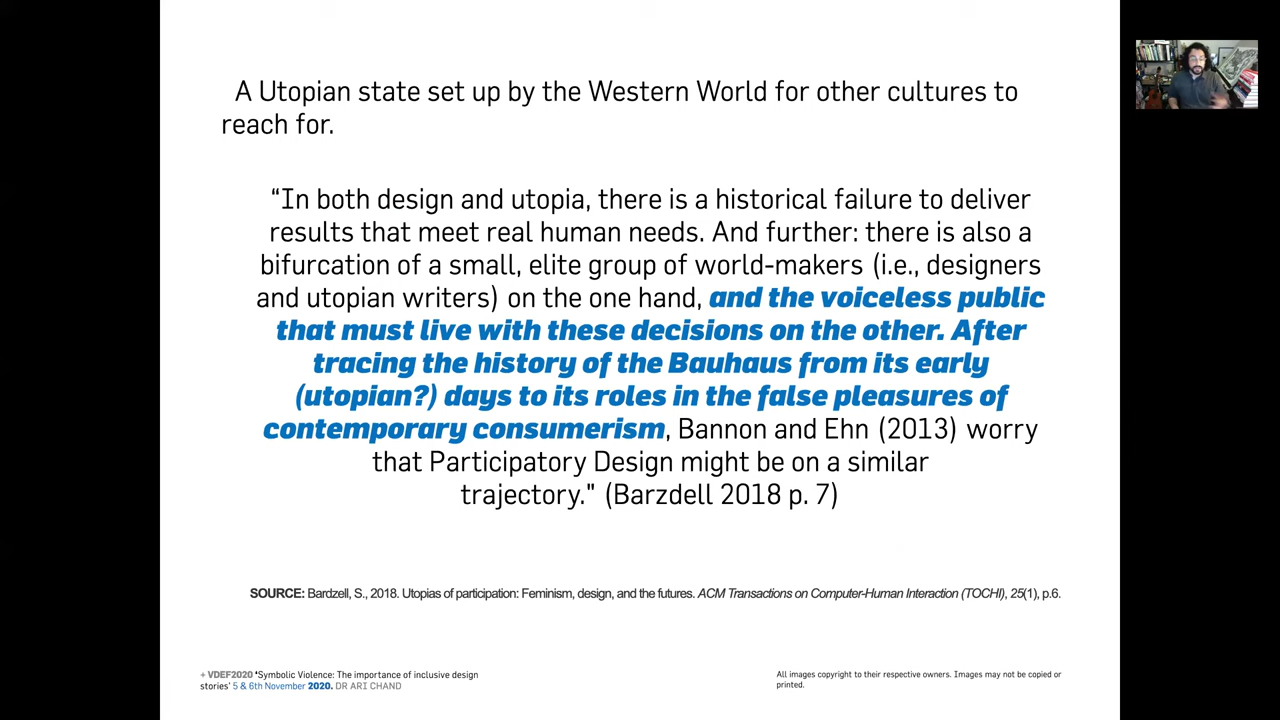 A Utopian state set up by the Western World for other cultures to
reach for.
“In both design and utopia, there is a historical failure to deliver
results that meet real human needs. And further: there is also a
bifurcation of a small, elite group of world-makers (i.e., designers
and utopian writers) on the one hand, and the voiceless public
that must live with these decisions on the other. After
tracing the history of the Bauhaus from its early
(utopian?) days to its roles in the false pleasures of
contemporary consumerism, Bannon and Ehn (2013) worry
that Participatory Design might be on a similar
trajectory." (Barzdell 2018 p. 7)
SOURCE: Bardzell, S., 2018. Utopias of participation: Feminism, design, and the futures. ACM Transactions on Computer-Human Interaction (TOCHI), 25(1), p.6.
+ VDEF2020 ‘Symbolic Violence: The importance of inclusive design
stories’ 5 & 6th November 2020. DR ARI CHAND
All images copyright to their respective owners. Images may not be copied or
printed.